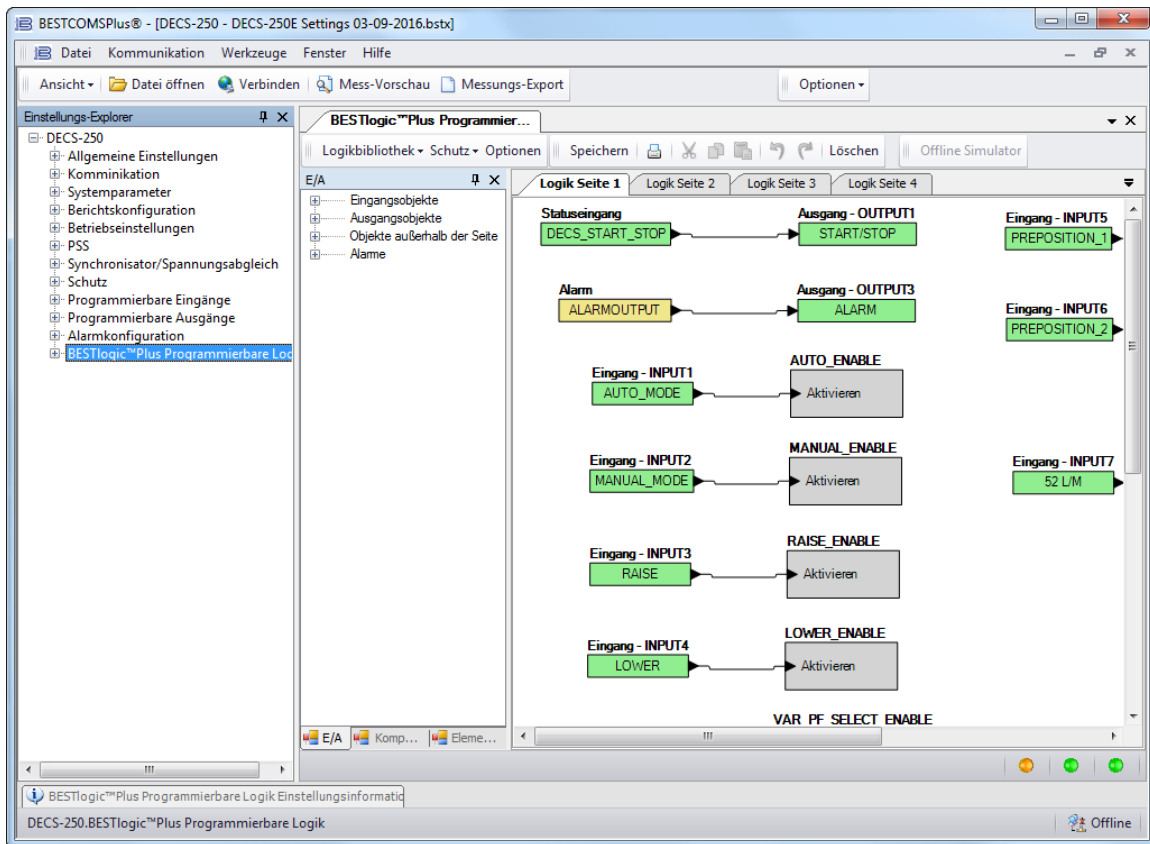 BESTCOMSPlus® - [DECS-250 - DECS-250E Settings 03-09-2016.bstx]
Datei Kommunikation Werkzeuge Fenster Hilfe
Ansicht Datei öffnen Verbinden Mess-Vorschau Messungs-Export Optionen
Einstellungs-Explorer
DECS-250
Allgemeine Einstellungen
Komminikation
Systemparameter
Berichtskonfiguration
Betriebseinstellungen
PSS
Synchronisator/Spannungsabgleich
Schutz
Programmierbare Eingänge
Programmierbare Ausgänge
Alarmkonfiguration
BESTlogic™Plus Programmierbare Loc
BESTlogic™Plus Programmier...
Logikbibliothek Schutz Optionen Speichern Löschen Offline Simulator
E/A
Eingangsobjekte
Ausgangsobjekte
Objekte außerhalb der Seite
Alarme
E/A Komp... Eleme...
Logik Seite 1 Logik Seite 2 Logik Seite 3 Logik Seite 4
Statuseingang Ausgang - OUTPUT1 Eingang - INPUT5
DECS_START_STOP START/STOP PREPOSITION_1
Alarm Ausgang - OUTPUT3 Eingang - INPUT6
ALARMOUTPUT ALARM PREPOSITION_2
Eingang - INPUT1 AUTO_ENABLE
AUTO_MODE Aktivieren
Eingang - INPUT2 MANUAL_ENABLE Eingang - INPUT7
MANUAL_MODE Aktivieren 52 L/M
Eingang - INPUT3 RAISE_ENABLE
RAISE Aktivieren
Eingang - INPUT4 LOWER_ENABLE
LOWER Aktivieren
VAR_PF_SELECT_ENABLE
BESTlogic™Plus Programmierbare Logik Einstellungsinformatio
DECS-250.BESTlogic™Plus Programmierbare Logik Offline